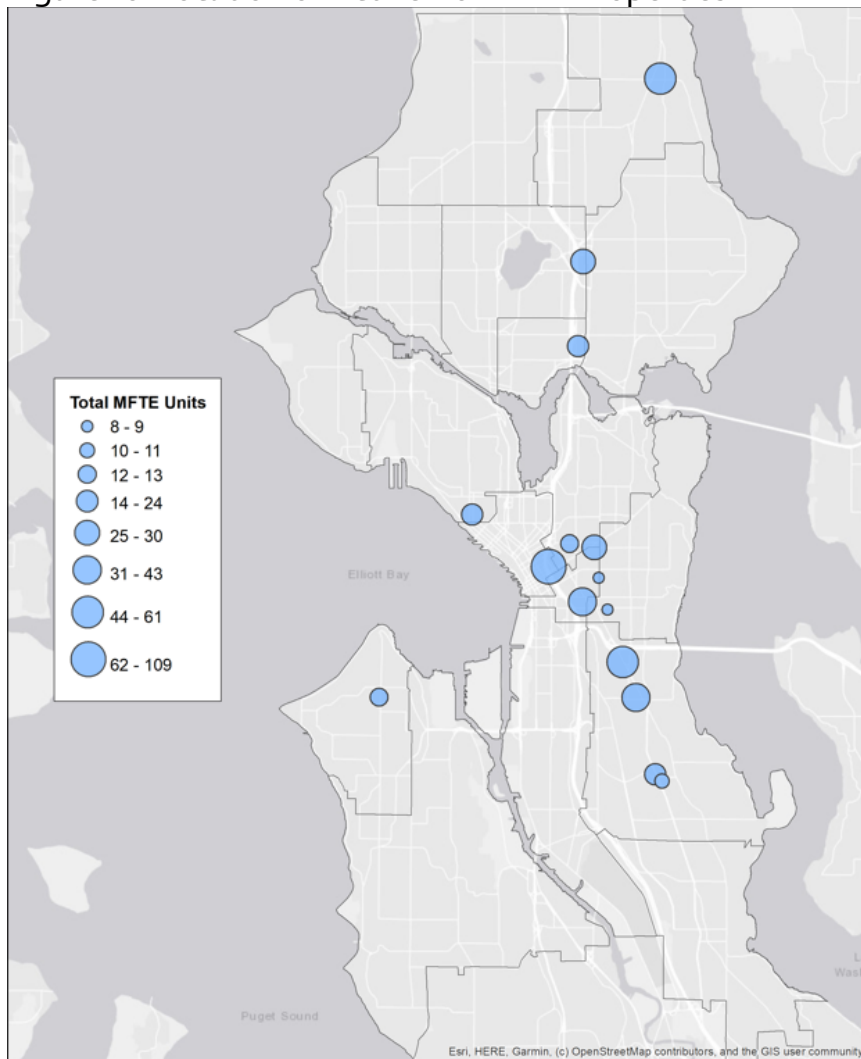 Total MFTE Units
8 - 9
10 - 11
12 - 13
14 - 24
25 - 30
31 - 43
44 - 61
62 - 109
Elliott Bay
Puget Sound
Esri, HERE, Garmin, (c) OpenStreetMap contributors, and the GIS user community